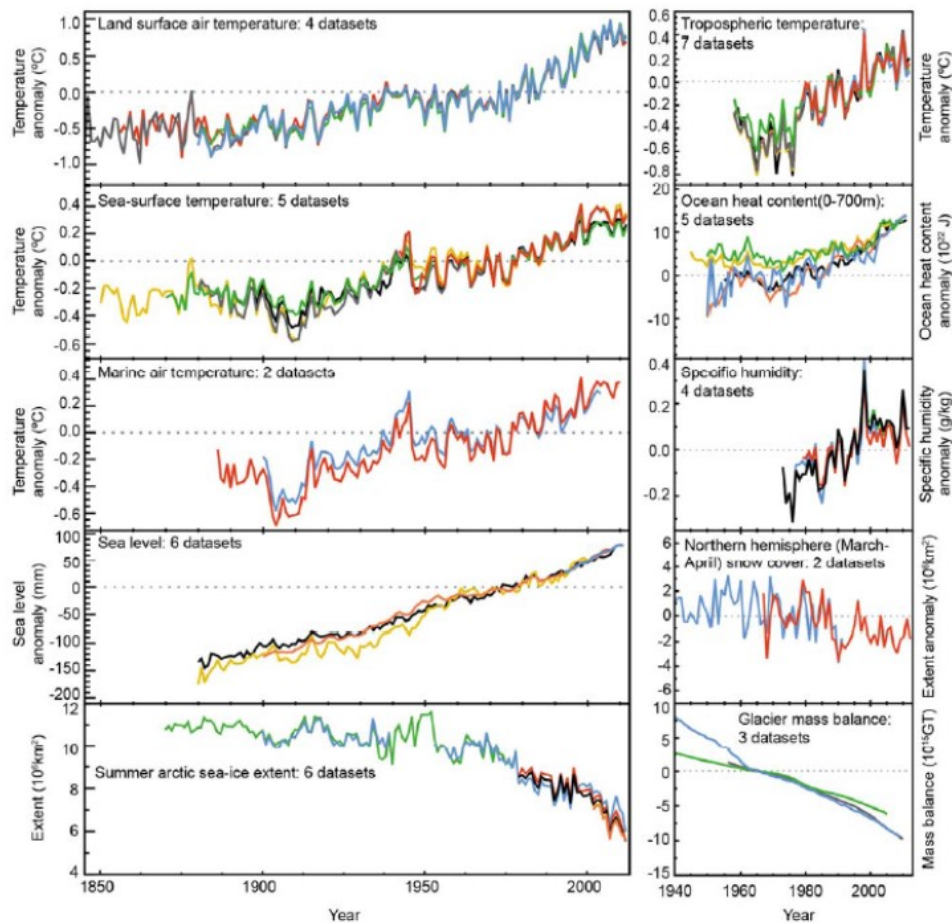 Land surface air temperature: 4 datasets
1.0
0.5
0.0
-0.5
-1.0
Temperature
anomaly (ºC)
Sea-surface temperature: 5 datasets
0.4
0.2
0.0
-0.2
-0.4
-0.6
Temperature
anomaly (ºC)
Marine air temperature: 2 datasets
0.4
0.2
0.0
-0.2
-0.4
-0.6
Temperature
anomaly (ºC)
Sea level: 6 datasets
100
50
0
-50
-100
-150
-200
Sea level
anomaly (mm)
Summer arctic sea-ice extent: 6 datasets
12
10
8
6
4
Extent (10⁶km²)
1850
1900
1950
2000
Year
Tropospheric temperature:
7 datasets
0.6
0.4
0.2
0.0
-0.2
-0.4
-0.6
-0.8
Temperature
anomaly (ºC)
Ocean heat content(0-700m):
5 datasets
20
10
0
-10
Ocean heat content
anomaly (10²² J)
Specific humidity:
4 datasets
0.4
0.2
0.0
-0.2
Specific humidity
anomaly (g/kg)
Northern hemisphere (March-
April) snow cover: 2 datasets
6
4
2
0
-2
-4
-6
Extent anomaly (10⁶km²)
Glacier mass balance:
3 datasets
10
5
0
-5
-10
-15
Mass balance (10¹⁵GT)
1940
1960
1980
2000
Year